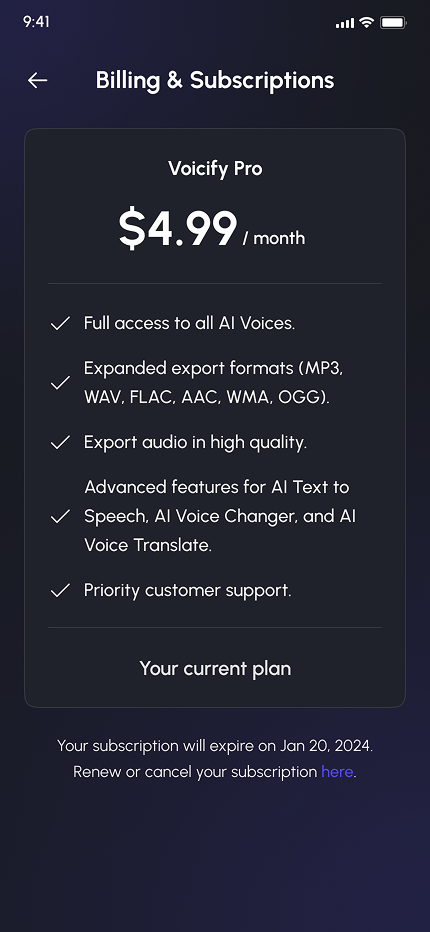 9:41
Billing & Subscriptions
Voicify Pro
$4.99 / month
Full access to all AI Voices.
Expanded export formats (MP3,
WAV, FLAC, AAC, WMA, OGG).
Export audio in high quality.
Advanced features for AI Text to
Speech, AI Voice Changer, and AI
Voice Translate.
Priority customer support.
Your current plan
Your subscription will expire on Jan 20, 2024.
Renew or cancel your subscription here.